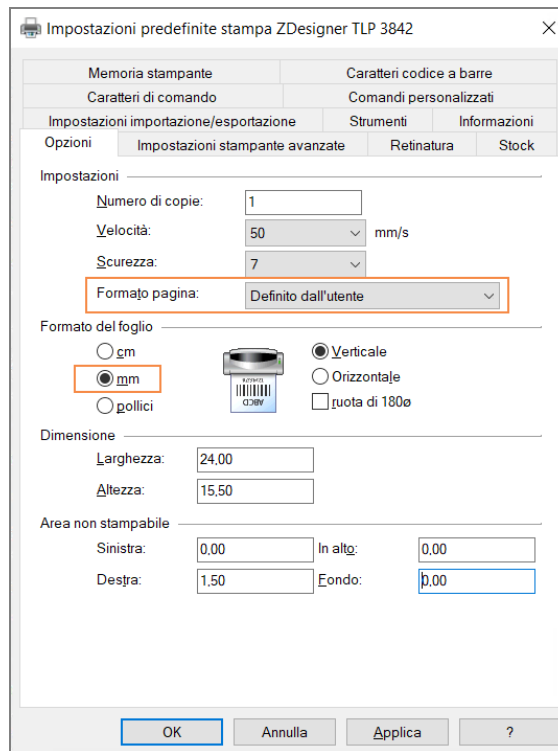 Impostazioni predefinite stampa ZDesigner TLP 3842
Memoria stampante Caratteri codice a barre
Caratteri di comando Comandi personalizzati
Impostazioni importazione/esportazione Strumenti Informazioni
Opzioni Impostazioni stampante avanzate Retinatura Stock
Impostazioni
Numero di copie: 1
Velocità: 50 mm/s
Scurezza: 7
Formato pagina: Definito dall'utente
Formato del foglio
cm Verticale
mm Orizzontale
pollici ruota di 180ø
ABCD
Dimensione
Larghezza: 24,00
Altezza: 15,50
Area non stampabile
Sinistra: 0,00 In alto: 0,00
Destra: 1,50 Fondo: 0,00
OK Annulla Applica ?